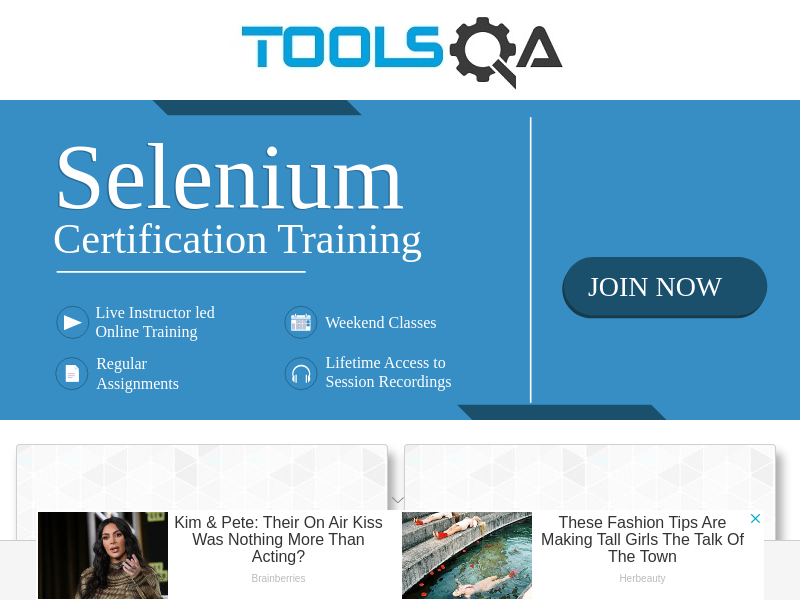 TOOLSQA
Selenium
Certification Training
JOIN NOW
Live Instructor led
Online Training
Weekend Classes
Regular
Assignments
Lifetime Access to
Session Recordings
Kim & Pete: Their On Air Kiss
Was Nothing More Than
Acting?
Brainberries
These Fashion Tips Are
Making Tall Girls The Talk Of
The Town
Herbeauty